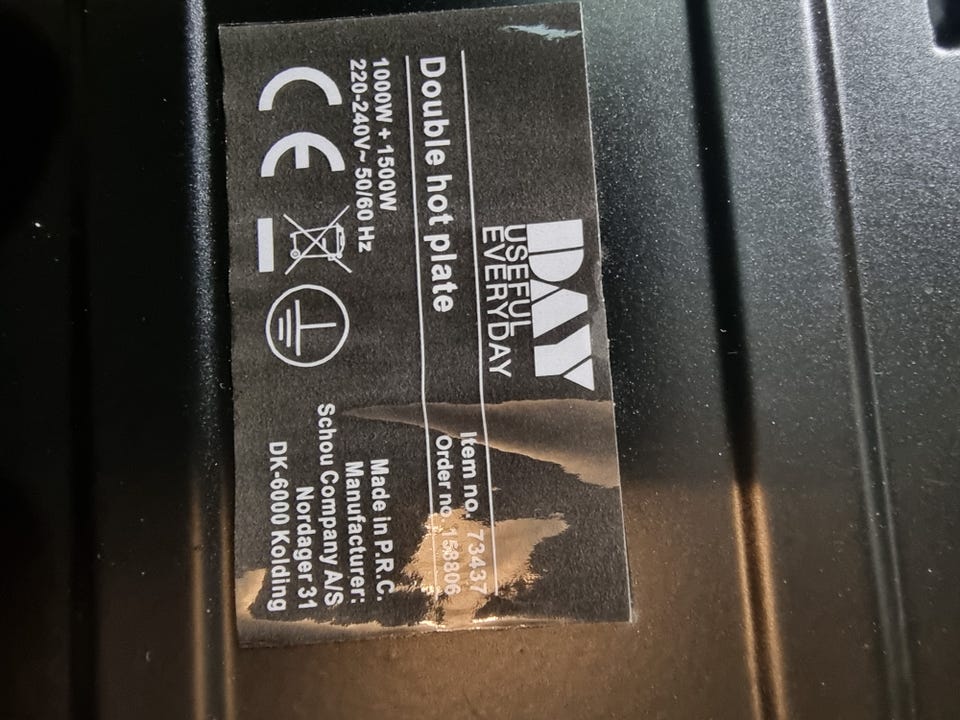 DAY
USEFUL
EVERYDAY
Item no. 73437
Double hot plate
Order no. 158806
1000W + 1500W
220-240V~ 50/60 Hz
CE
Made in P.R.C.
Manufacturer:
Schou Company A/S
Nordager 31
DK-6000 Kolding